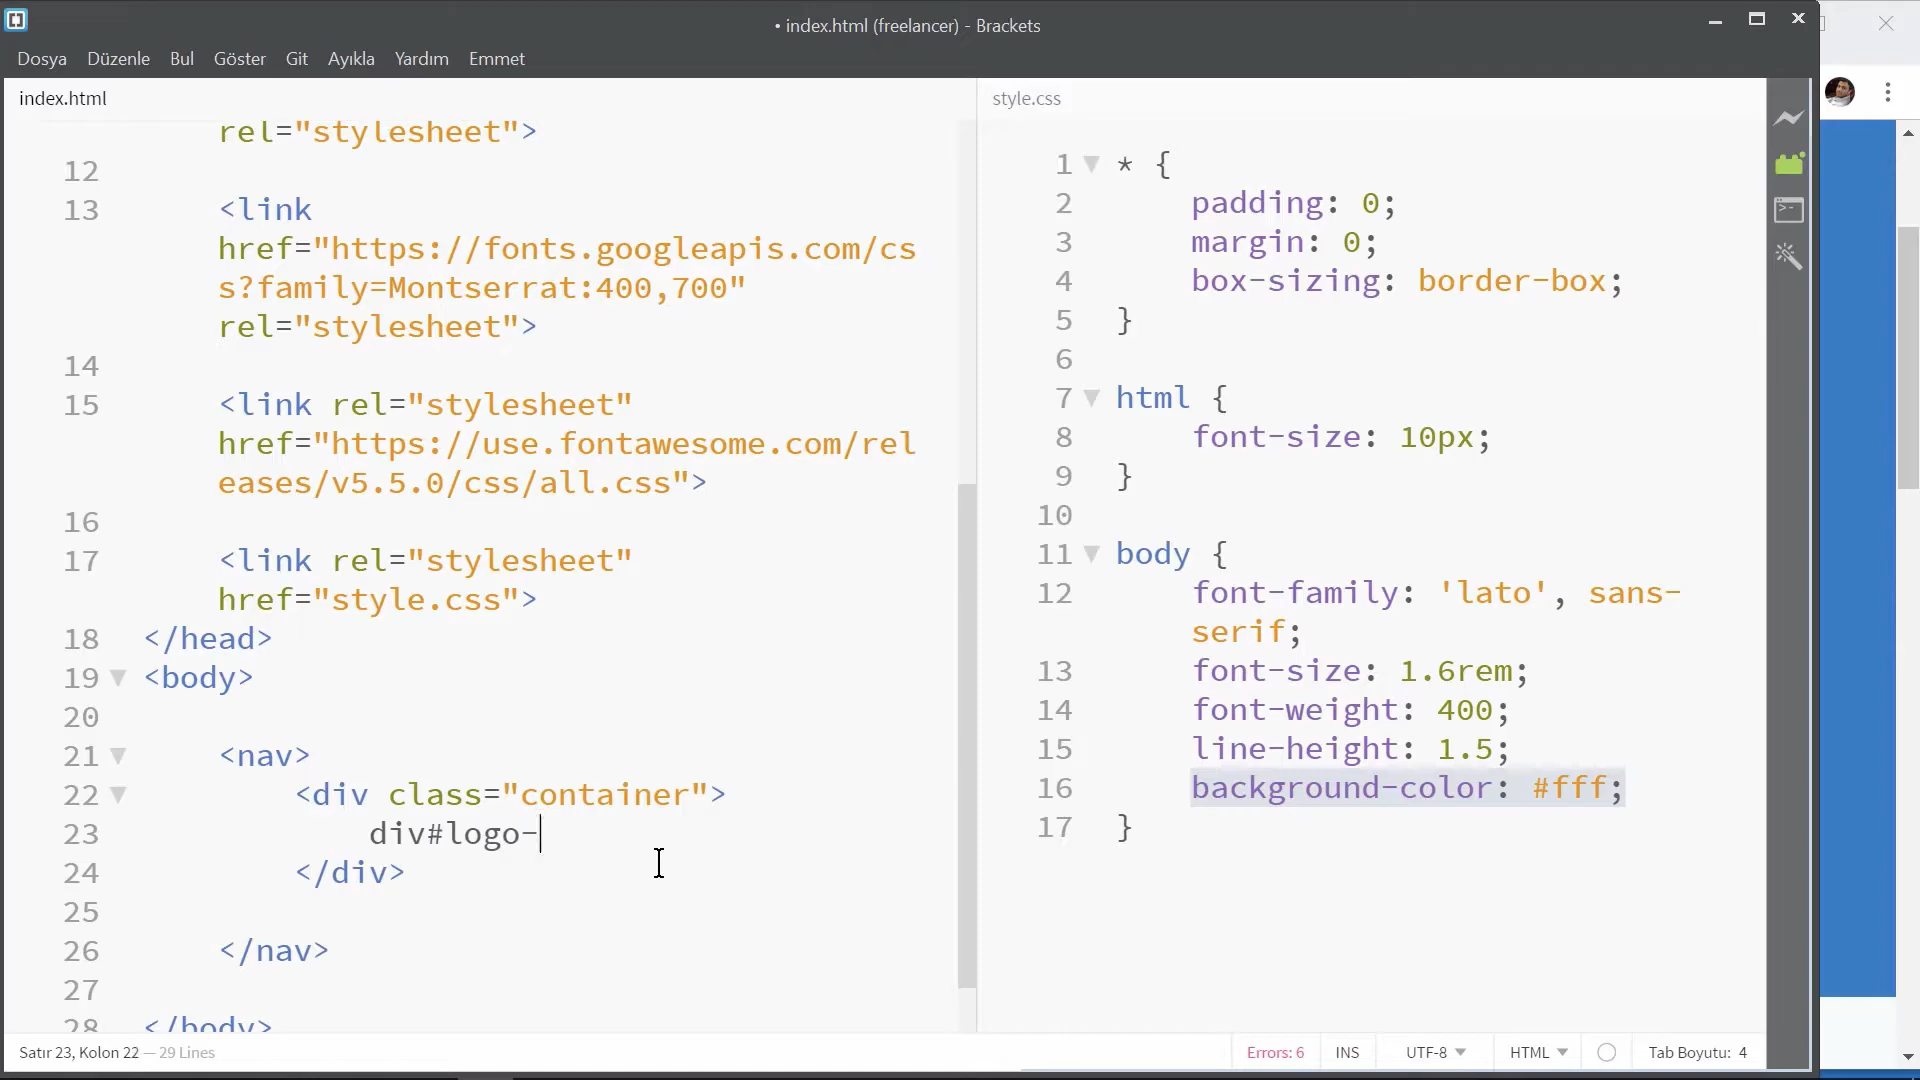 • index.html (freelancer) - Brackets
Dosya Düzenle Bul Göster Git Ayıkla Yardım Emmet
index.html
rel="stylesheet">
12
13 <link
href="https://fonts.googleapis.com/cs
s?family=Montserrat:400,700"
rel="stylesheet">
14
15 <link rel="stylesheet"
href="https://use.fontawesome.com/rel
eases/v5.5.0/css/all.css">
16
17 <link rel="stylesheet"
href="style.css">
18 </head>
19 <body>
20
21 <nav>
22 <div class="container">
23 div#logo-
24 </div>
25
26 </nav>
27
28 </body>
style.css
1 * {
2 padding: 0;
3 margin: 0;
4 box-sizing: border-box;
5 }
6
7 html {
8 font-size: 10px;
9 }
10
11 body {
12 font-family: 'lato', sans-
serif;
13 font-size: 1.6rem;
14 font-weight: 400;
15 line-height: 1.5;
16 background-color: #fff;
17 }
Satır 23, Kolon 22 — 29 Lines
Errors: 6 INS UTF-8 HTML Tab Boyutu: 4